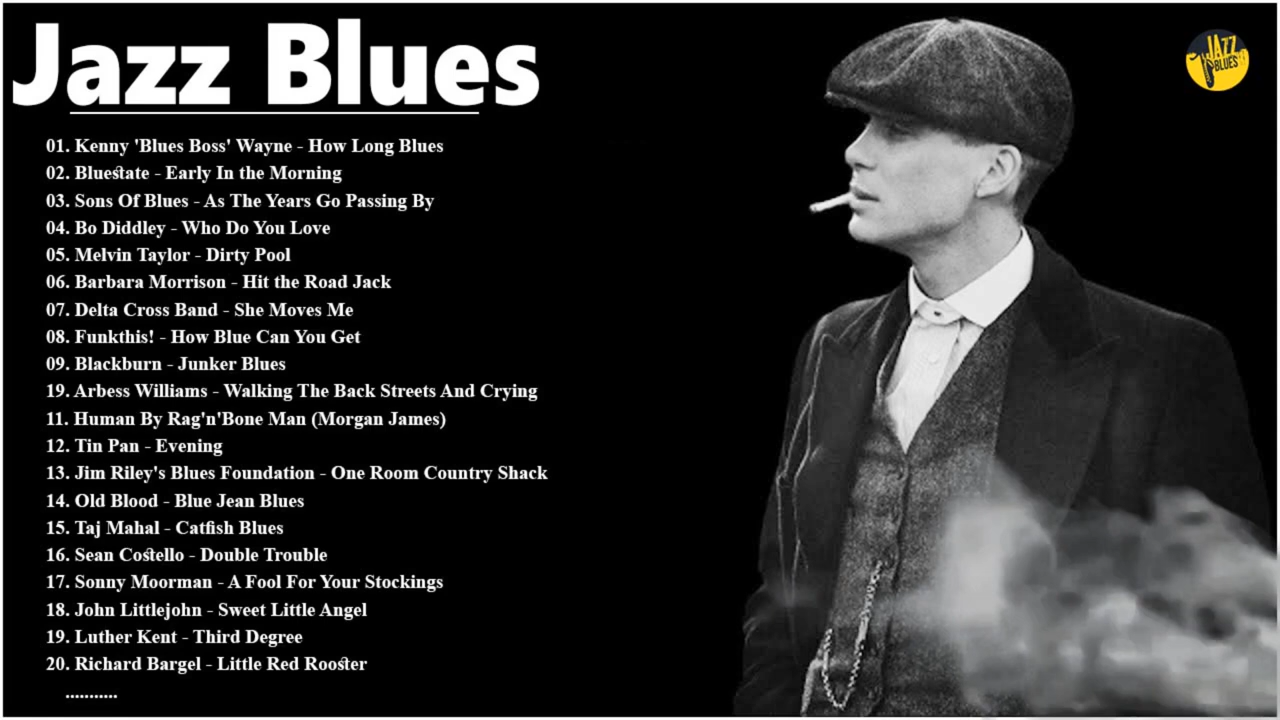 Jazz Blues
JAZZ
BLUES
01. Kenny 'Blues Boss' Wayne - How Long Blues
02. Bluestate - Early In the Morning
03. Sons Of Blues - As The Years Go Passing By
04. Bo Diddley - Who Do You Love
05. Melvin Taylor - Dirty Pool
06. Barbara Morrison - Hit the Road Jack
07. Delta Cross Band - She Moves Me
08. Funkthis! - How Blue Can You Get
09. Blackburn - Junker Blues
19. Arbess Williams - Walking The Back Streets And Crying
11. Human By Rag'n'Bone Man (Morgan James)
12. Tin Pan - Evening
13. Jim Riley's Blues Foundation - One Room Country Shack
14. Old Blood - Blue Jean Blues
15. Taj Mahal - Catfish Blues
16. Sean Costello - Double Trouble
17. Sonny Moorman - A Fool For Your Stockings
18. John Littlejohn - Sweet Little Angel
19. Luther Kent - Third Degree
20. Richard Bargel - Little Red Rooster
...........